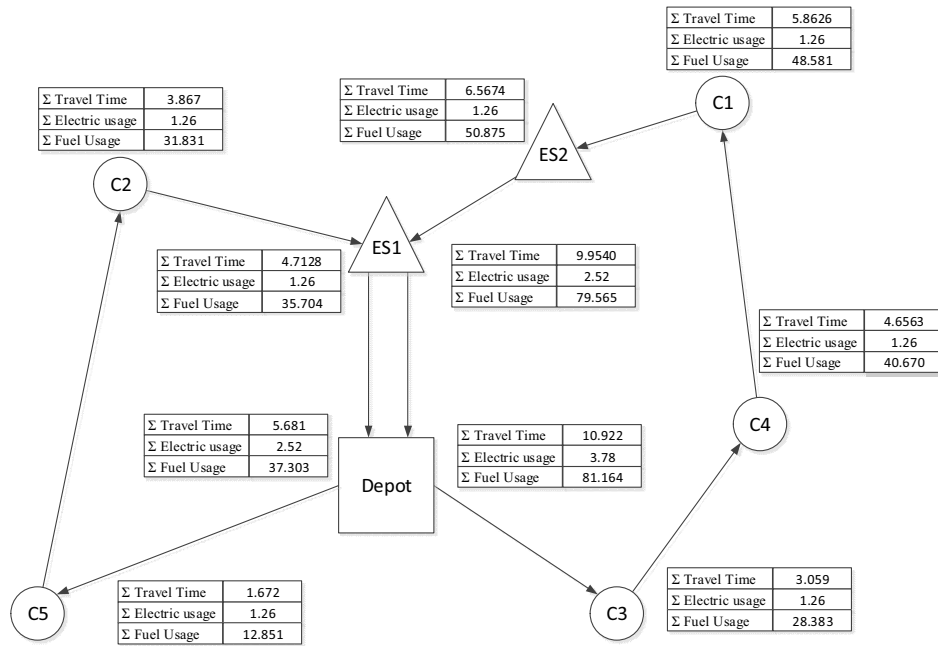 Σ Travel Time 5.8626
Σ Electric usage 1.26
Σ Fuel Usage 48.581
C1
Σ Travel Time 6.5674
Σ Electric usage 1.26
Σ Fuel Usage 50.875
ES2
Σ Travel Time 3.867
Σ Electric usage 1.26
Σ Fuel Usage 31.831
C2
ES1
Σ Travel Time 4.7128
Σ Electric usage 1.26
Σ Fuel Usage 35.704
Σ Travel Time 9.9540
Σ Electric usage 2.52
Σ Fuel Usage 79.565
Σ Travel Time 4.6563
Σ Electric usage 1.26
Σ Fuel Usage 40.670
C4
Σ Travel Time 5.681
Σ Electric usage 2.52
Σ Fuel Usage 37.303
Σ Travel Time 10.922
Σ Electric usage 3.78
Σ Fuel Usage 81.164
Depot
C5
Σ Travel Time 1.672
Σ Electric usage 1.26
Σ Fuel Usage 12.851
C3
Σ Travel Time 3.059
Σ Electric usage 1.26
Σ Fuel Usage 28.383